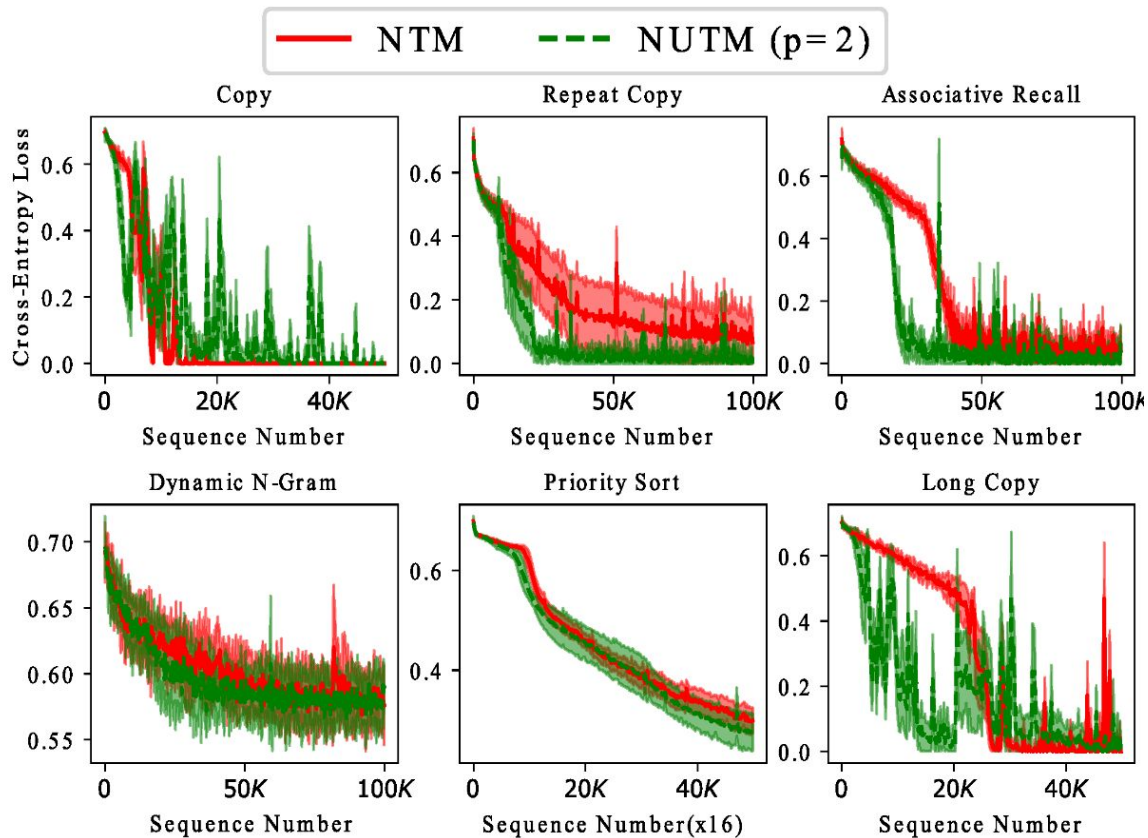 NTM NUTM (p=2)
Copy Repeat Copy Associative Recall
Cross-Entropy Loss
0.6 0.6 0.6
0.4 0.4 0.4
0.2 0.2 0.2
0.0 0.0 0.0
0 20K 40K 0 50K 100K 0 50K 100K
Sequence Number Sequence Number Sequence Number
Dynamic N-Gram Priority Sort Long Copy
0.70
0.65
0.60
0.55
0.6
0.4
0.6
0.4
0.2
0.0
0 50K 100K 0 20K 40K 0 20K 40K
Sequence Number Sequence Number(x16) Sequence Number